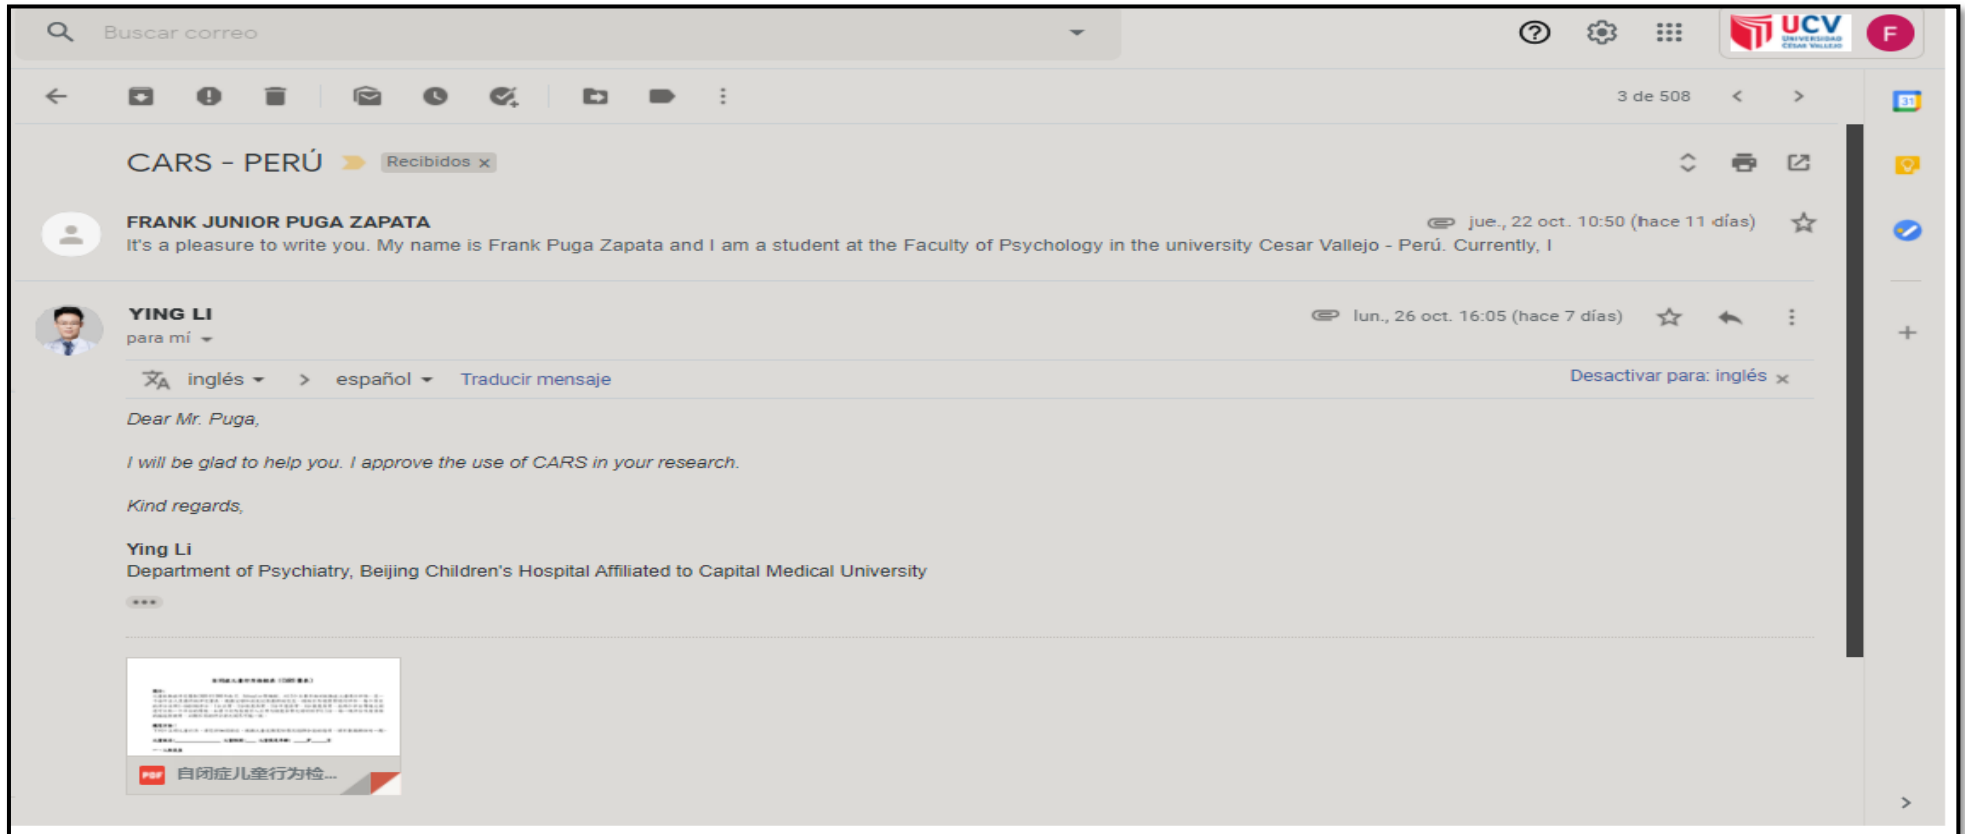 Buscar correo
UCV
UNIVERSIDAD
CESAR VALLEJO
F
3 de 508
31
CARS - PERÚ
Recibidos x
FRANK JUNIOR PUGA ZAPATA
jue., 22 oct. 10:50 (hace 11 días)
It's a pleasure to write you. My name is Frank Puga Zapata and I am a student at the Faculty of Psychology in the university Cesar Vallejo - Perú. Currently, I
YING LI
lun., 26 oct. 16:05 (hace 7 días)
para mí
inglés > español Traducir mensaje
Desactivar para: inglés x
Dear Mr. Puga,
I will be glad to help you. I approve the use of CARS in your research.
Kind regards,
Ying Li
Department of Psychiatry, Beijing Children's Hospital Affiliated to Capital Medical University
PDF 自闭症儿童行为检...